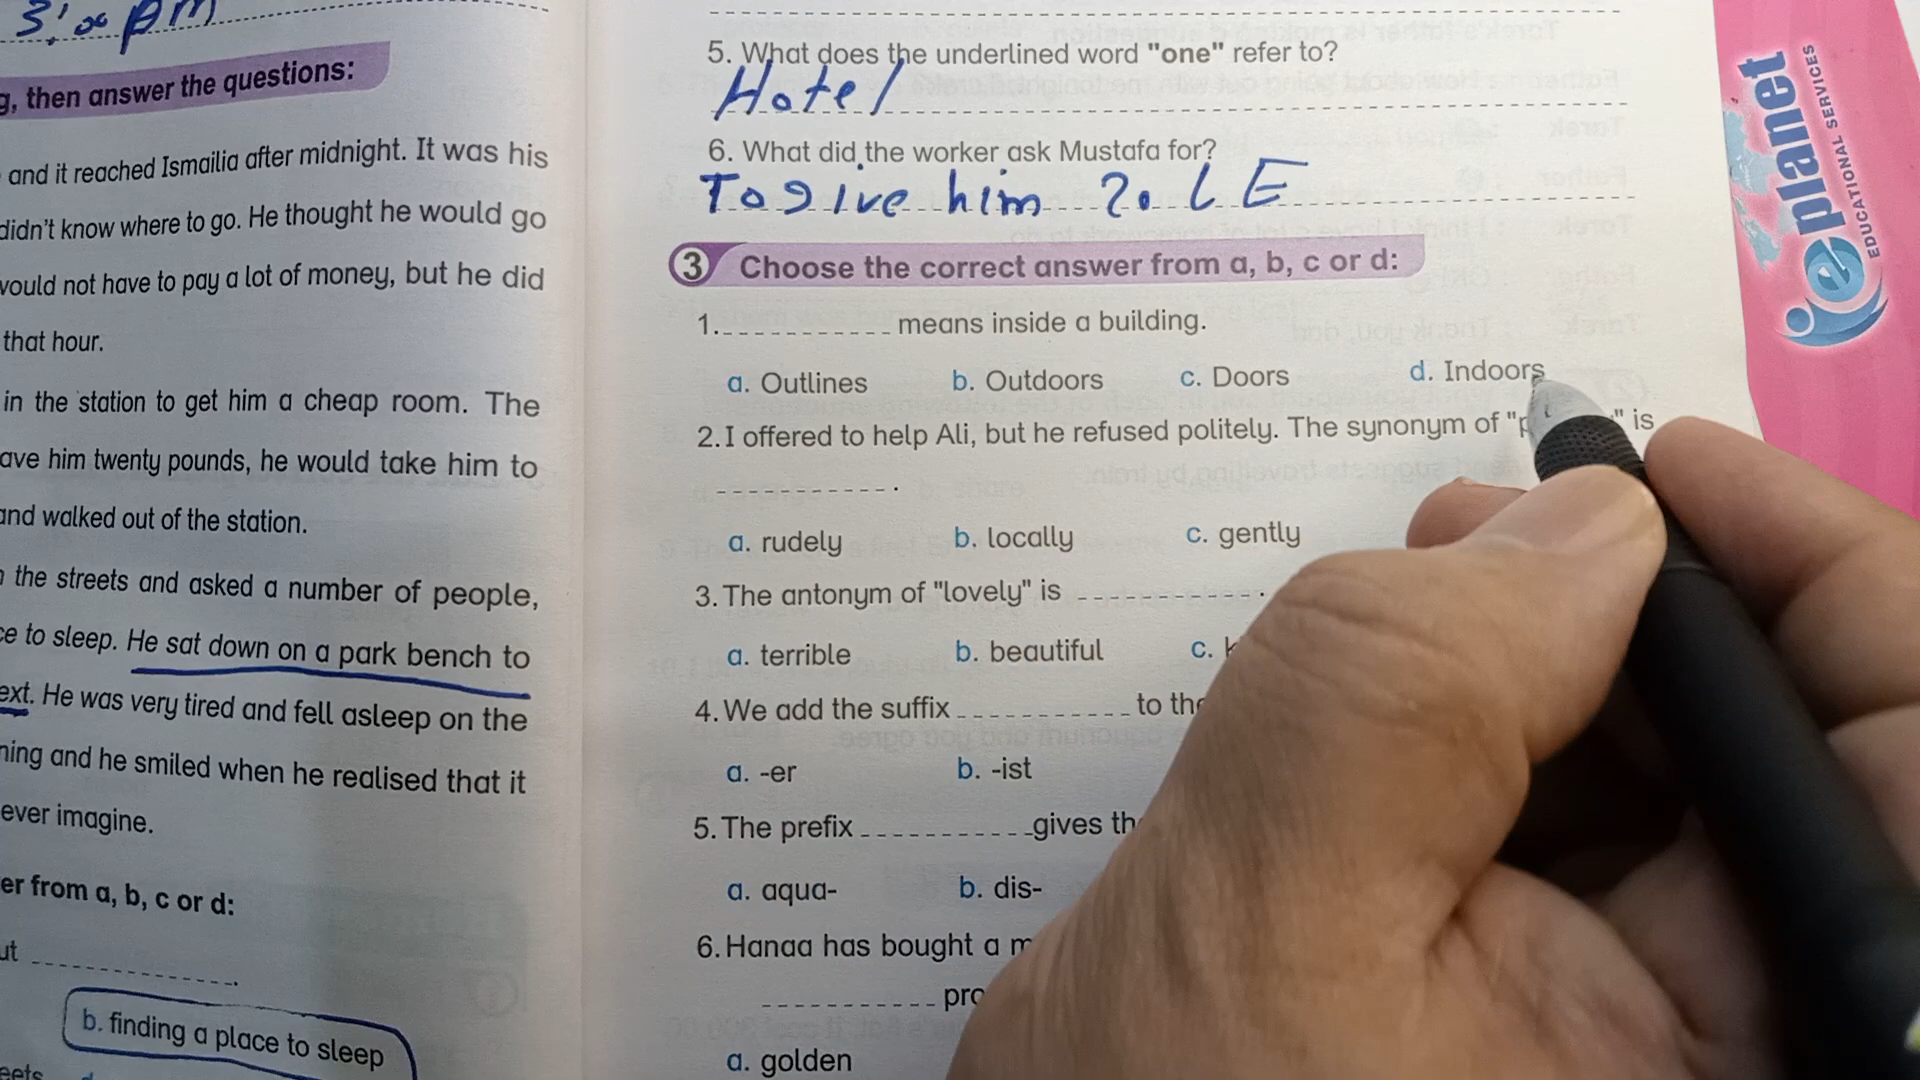 3:00 PM
g, then answer the questions:
and it reached Ismailia after midnight. It was his
didn't know where to go. He thought he would go
would not have to pay a lot of money, but he did
that hour.
in the station to get him a cheap room. The
ave him twenty pounds, he would take him to
and walked out of the station.
the streets and asked a number of people,
ce to sleep. He sat down on a park bench to
ext. He was very tired and fell asleep on the
ning and he smiled when he realised that it
ever imagine.
er from a, b, c or d:
ut
b. finding a place to sleep
eets
5. What does the underlined word "one" refer to?
Hotel
6. What did the worker ask Mustafa for?
To give him 20 LE
3 Choose the correct answer from a, b, c or d:
1. means inside a building.
a. Outlines b. Outdoors c. Doors d. Indoors
2. I offered to help Ali, but he refused politely. The synonym of " " is
.
a. rudely b. locally c. gently
3. The antonym of "lovely" is .
a. terrible b. beautiful c.
4. We add the suffix to the
a. -er b. -ist
5. The prefix gives th
a. aqua- b. dis-
6. Hanaa has bought a m
pro
a. golden
eplanet
EDUCATIONAL SERVICES